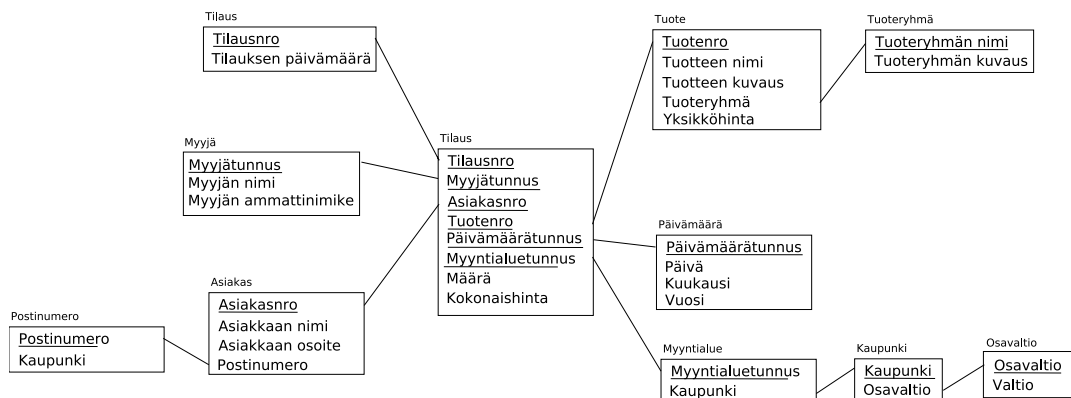 Tilaus
Tilausnro
Tilauksen päivämäärä
Tuote
Tuotenro
Tuotteen nimi
Tuotteen kuvaus
Tuoteryhmä
Yksikköhinta
Tuoteryhmä
Tuoteryhmän nimi
Tuoteryhmän kuvaus
Myyjä
Myyjätunnus
Myyjän nimi
Myyjän ammattinimike
Tilaus
Tilausnro
Myyjätunnus
Asiakasnro
Tuotenro
Päivämäärätunnus
Myyntialuetunnus
Määrä
Kokonaishinta
Päivämäärä
Päivämäärätunnus
Päivä
Kuukausi
Vuosi
Asiakas
Asiakasnro
Asiakkaan nimi
Asiakkaan osoite
Postinumero
Postinumero
Postinumero
Kaupunki
Myyntialue
Myyntialuetunnus
Kaupunki
Kaupunki
Kaupunki
Osavaltio
Osavaltio
Osavaltio
Valtio